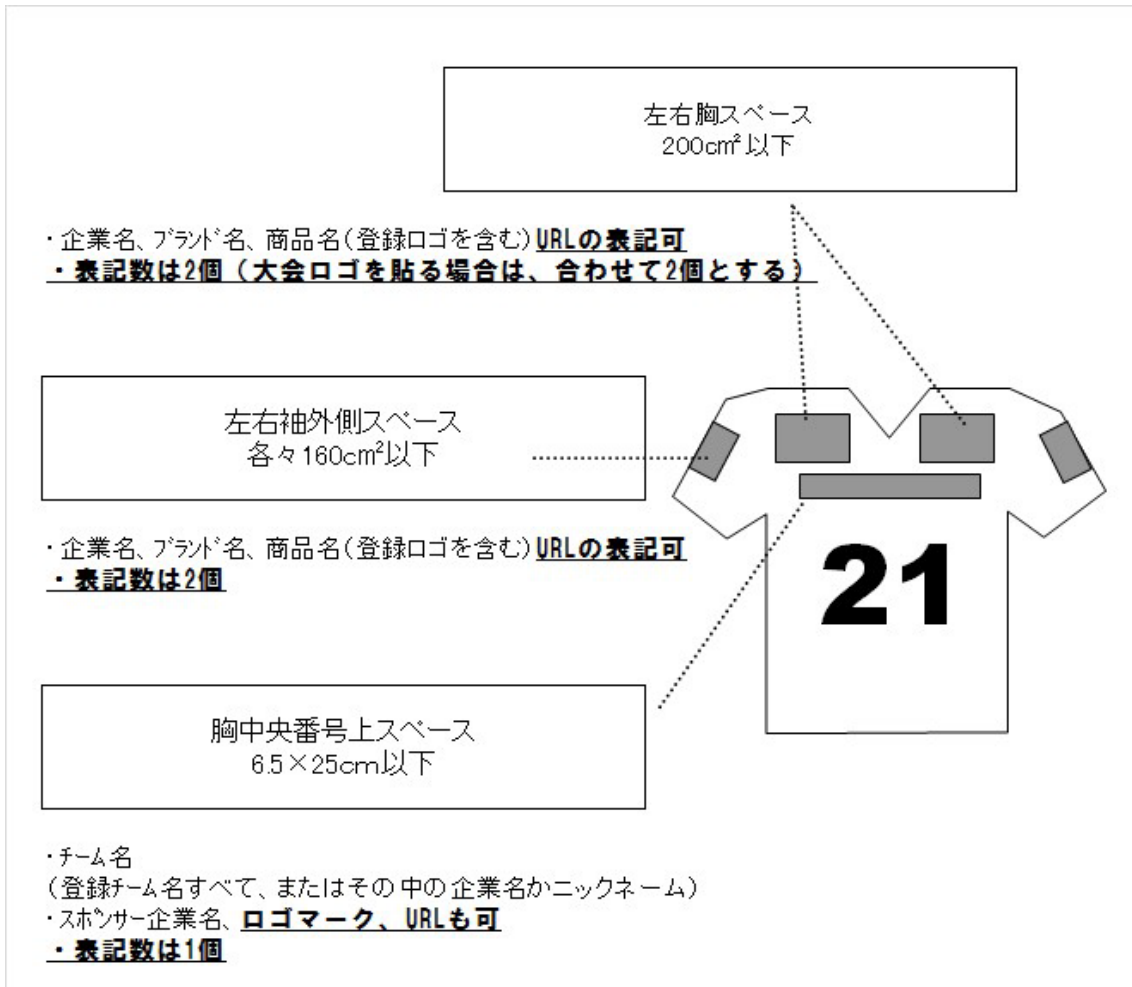 左右胸スペース
200c㎡以下
・企業名、ブランド名、商品名(登録ロゴを含む)URLの表記可
・表記数は2個（大会ロゴを貼る場合は、合わせて2個とする）
左右袖外側スペース
各々160c㎡以下
・企業名、ブランド名、商品名(登録ロゴを含む)URLの表記可
・表記数は2個
21
胸中央番号上スペース
6.5×25cm以下
・チーム名
（登録チーム名すべて、またはその中の企業名かニックネーム）
・スポンサー企業名、ロゴマーク、URLも可
・表記数は1個